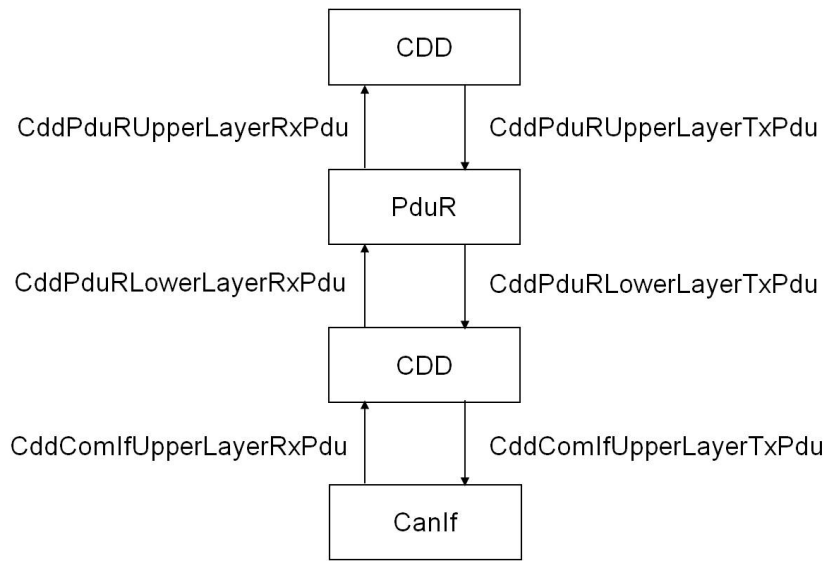 CDD
CddPduRUpperLayerRxPdu
CddPduRUpperLayerTxPdu
PduR
CddPduRLowerLayerRxPdu
CddPduRLowerLayerTxPdu
CDD
CddComIfUpperLayerRxPdu
CddComIfUpperLayerTxPdu
CanIf